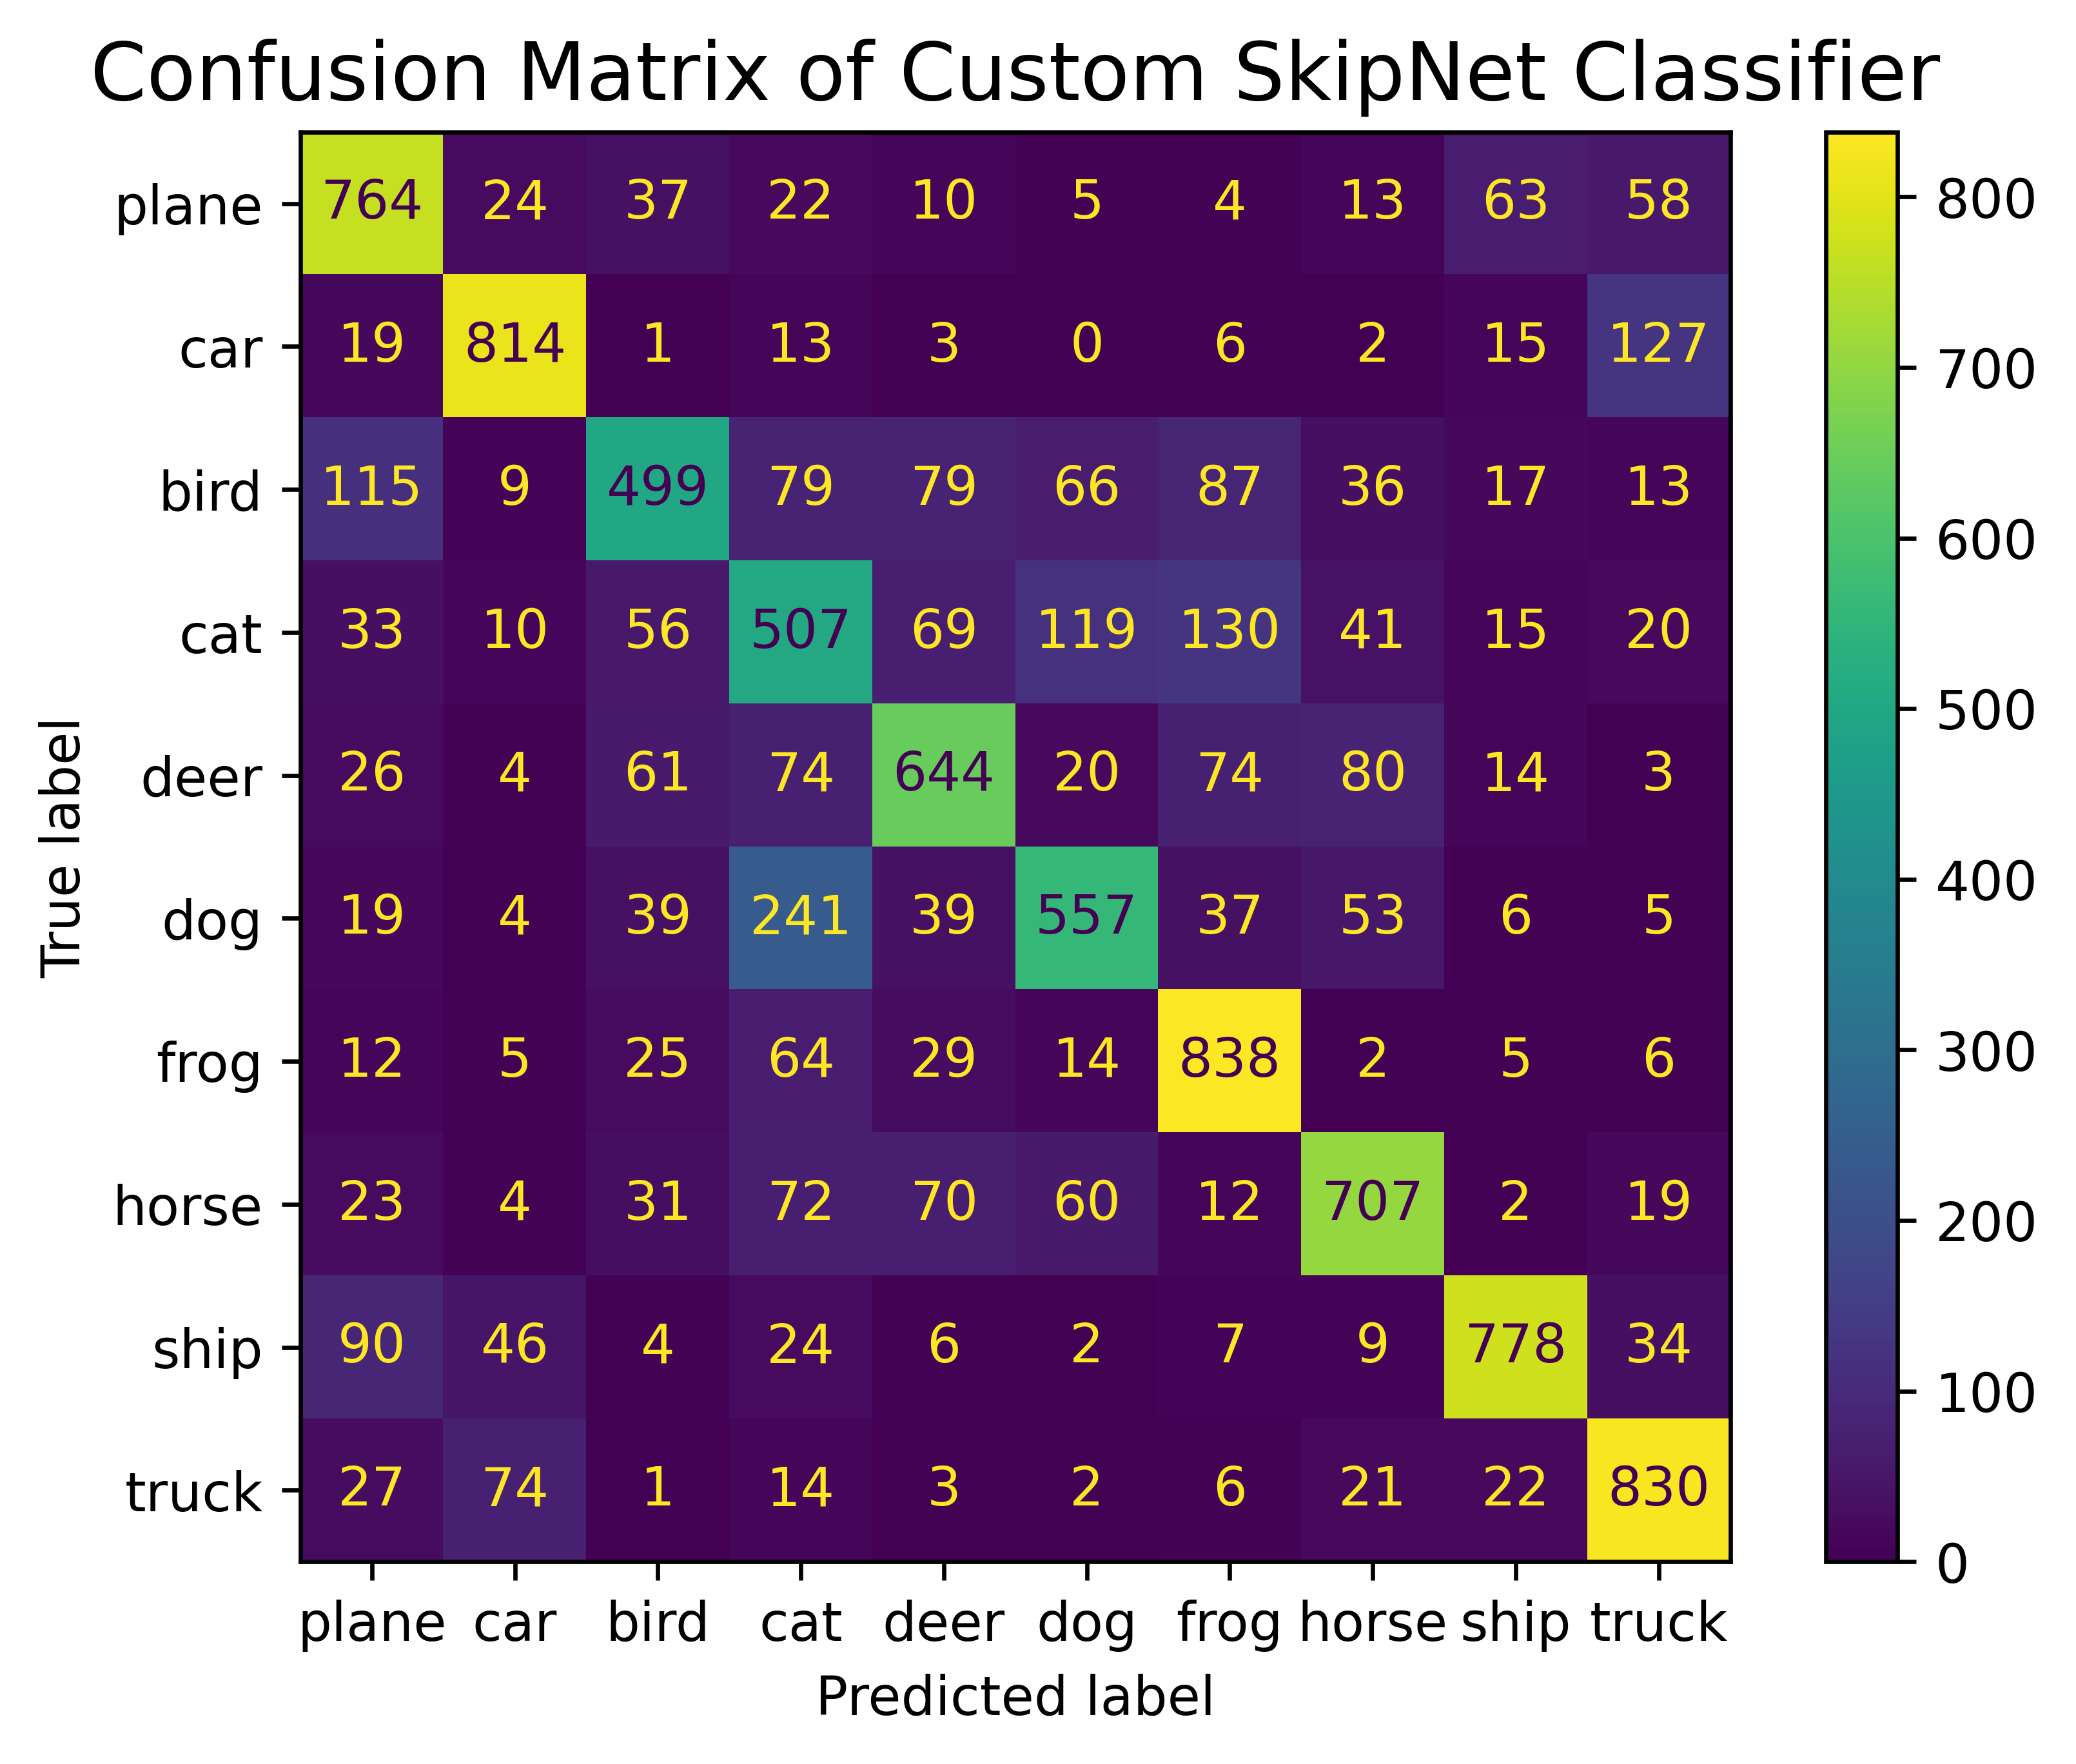 Confusion Matrix of Custom SkipNet Classifier
plane 764 24 37 22 10 5 4 13 63 58
car 19 814 1 13 3 0 6 2 15 127
bird 115 9 499 79 79 66 87 36 17 13
cat 33 10 56 507 69 119 130 41 15 20
deer 26 4 61 74 644 20 74 80 14 3
dog 19 4 39 241 39 557 37 53 6 5
frog 12 5 25 64 29 14 838 2 5 6
horse 23 4 31 72 70 60 12 707 2 19
ship 90 46 4 24 6 2 7 9 778 34
truck 27 74 1 14 3 2 6 21 22 830
plane car bird cat deer dog frog horse ship truck
Predicted label
True label
800
700
600
500
400
300
200
100
0